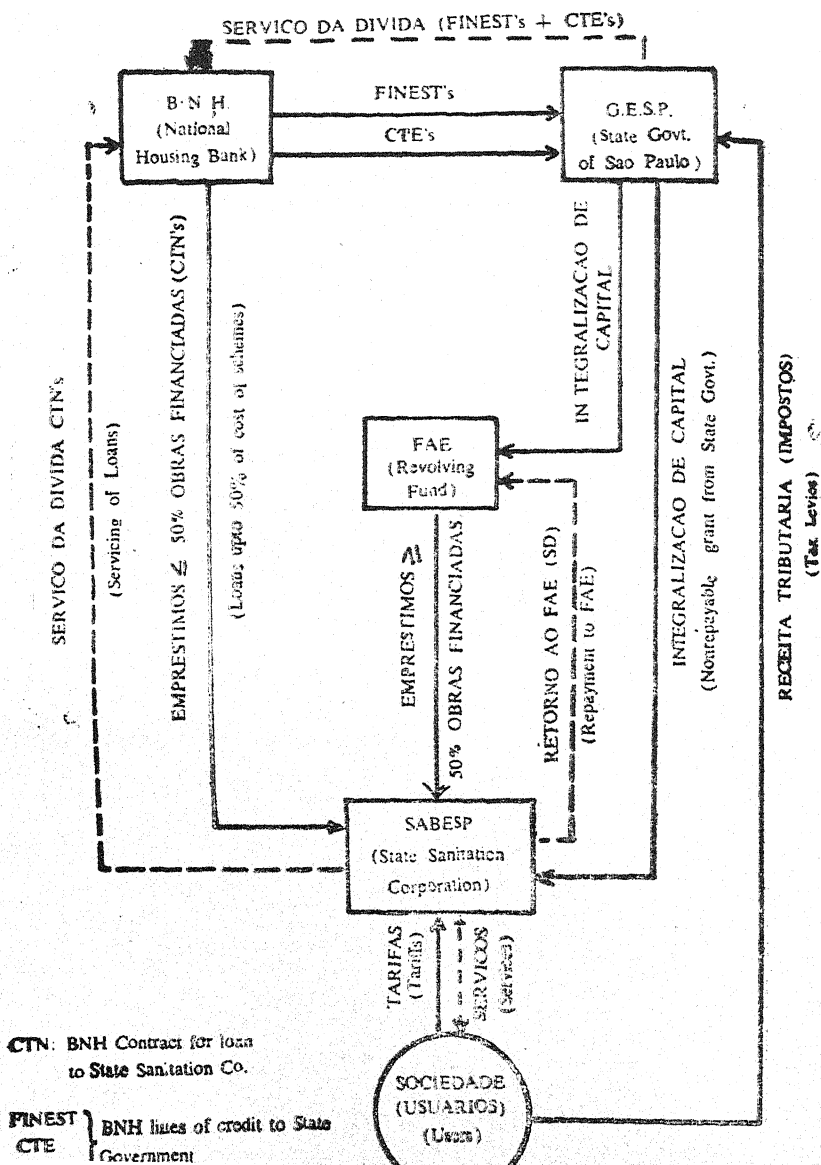 SERVICO DA DIVIDA (FINEST's + CTE's)
B.N.H.
(National
Housing Bank)
FINEST's
CTE's
G.E.S.P.
(State Govt.
of Sao Paulo)
SERVICO DA DIVIDA CTN's
(Servicing of Loans)
EMPRESTIMOS ≤ 50% OBRAS FINANCIADAS (CTN's)
(Loans upto 50% of cost of schemes)
IN TEGRALIZACAO DE
CAPITAL
FAE
(Revolving
Fund)
EMPRESTIMOS ≥
50% OBRAS FINANCIADAS
RETORNO AO FAE (SD)
(Repayment to FAE)
INTEGRALIZACAO DE CAPITAL
(Nonrepayable grant from State Govt.)
RECEITA TRIBUTARIA (IMPOSTOS)
(Tax Levies)
SABESP
(State Sanitation
Corporation)
TARIFAS
(Tariffs)
SERVICOS
(Services)
SOCIEDADE
(USUARIOS)
(Users)
CTN: BNH Contract for loan
to State Sanitation Co.
FINEST
CTE
BNH lines of credit to State
Government